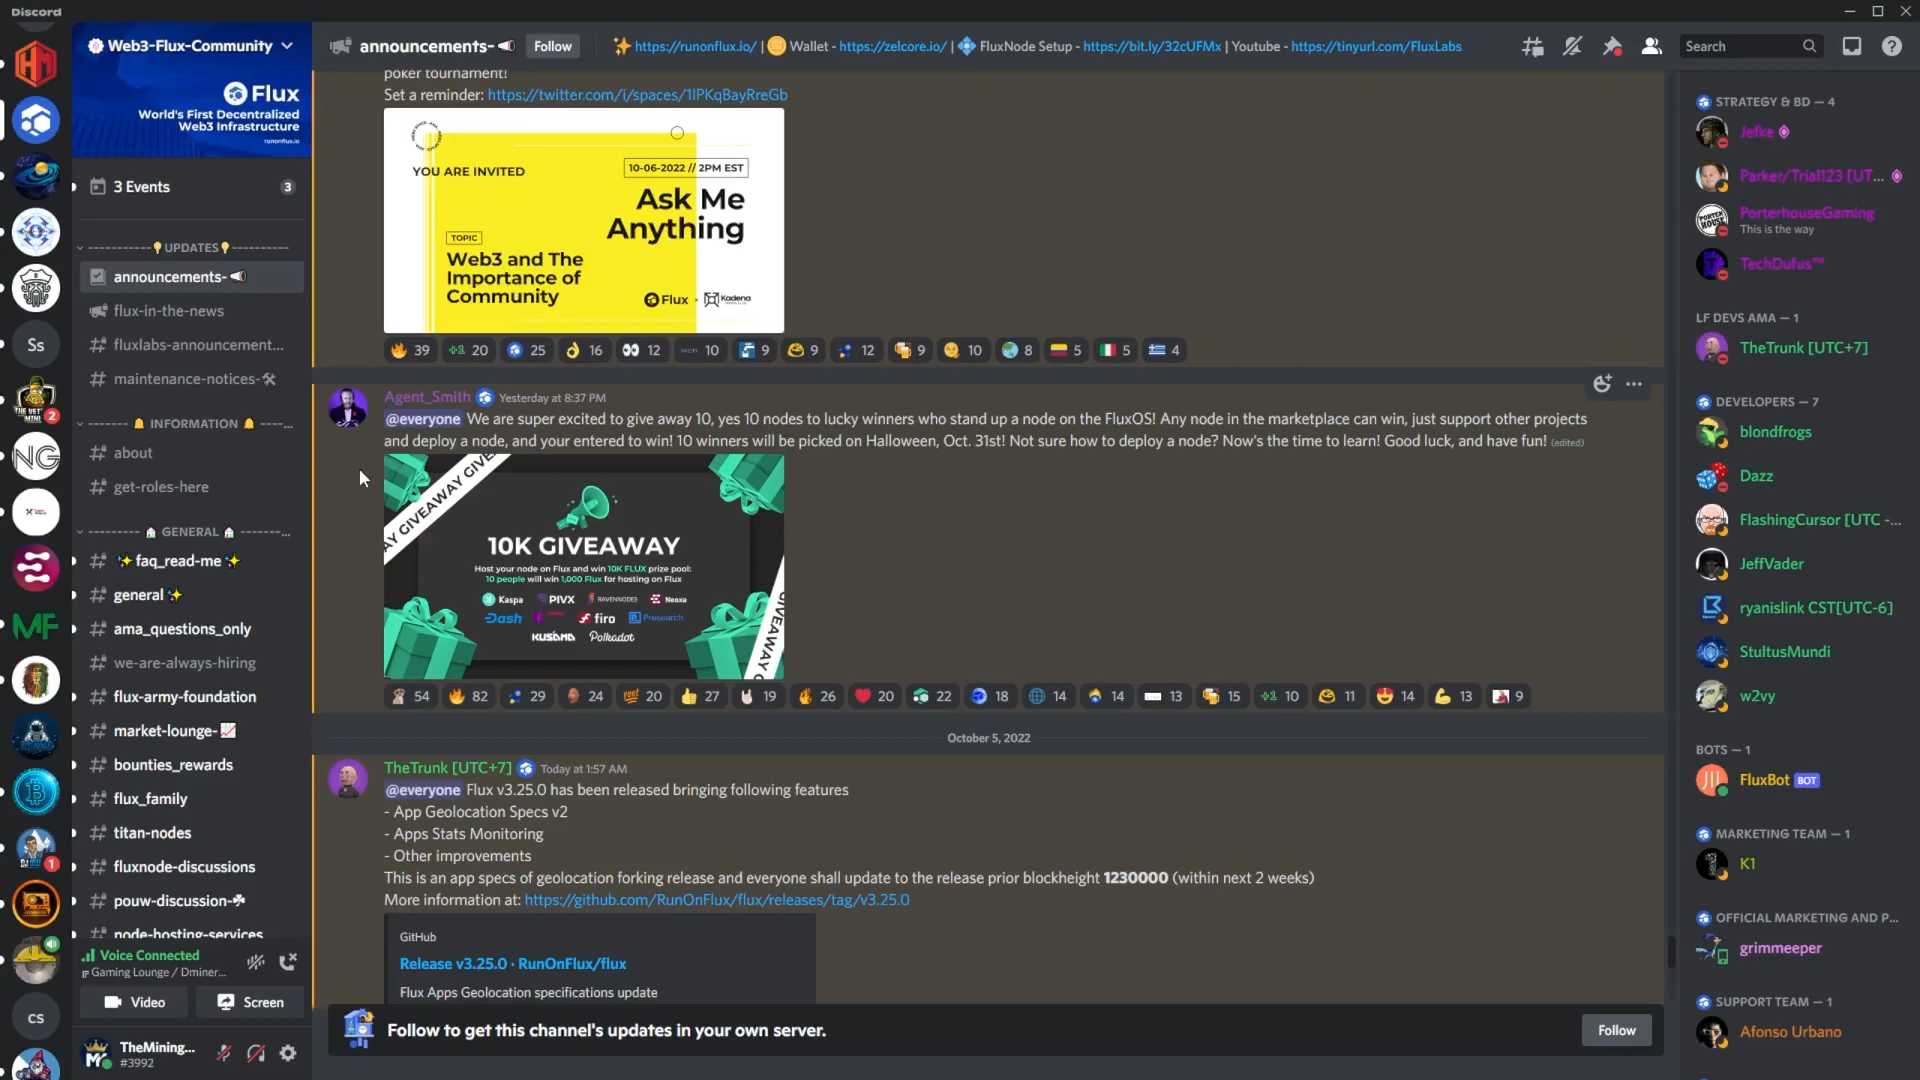 Discord
Web3-Flux-Community
Flux
World's First Decentralized
Web3 Infrastructure
runonflux.io
3 Events
3
-----------💡UPDATES💡----------
announcements-📢
flux-in-the-news
fluxlabs-announcement...
maintenance-notices-🛠
------- 🔔 INFORMATION 🔔 ----...
about
get-roles-here
--------- 🏠 GENERAL 🏠 -------...
✨faq_read-me✨
general✨
ama_questions_only
we-are-always-hiring
flux-army-foundation
market-lounge-📈
bounties_rewards
flux_family
titan-nodes
fluxnode-discussions
pouw-discussion-☘
node-hosting-services
Voice Connected
Gaming Lounge / Dminer...
Video
Screen
TheMining...
#3992
HM
Ss
2
NG
MF
1
CS
announcements-📢
Follow
✨https://runonflux.io/ | Wallet - https://zelcore.io/ | FluxNode Setup - https://bit.ly/32cUFMx | Youtube - https://tinyurl.com/FluxLabs
Search
poker tournament!
Set a reminder: https://twitter.com/i/spaces/1lPKqBayRreGb
YOU ARE INVITED
10-06-2022 // 2PM EST
Ask Me
Anything
TOPIC
Web3 and The
Importance of
Community
Flux
Kadena
39 +1 20 25 16 12 10 9 9 12 9 10 8 5 5 4
Agent_Smith Yesterday at 8:37 PM
@everyone We are super excited to give away 10, yes 10 nodes to lucky winners who stand up a node on the FluxOS! Any node in the marketplace can win, just support other projects
and deploy a node, and your entered to win! 10 winners will be picked on Halloween, Oct. 31st! Not sure how to deploy a node? Now's the time to learn! Good luck, and have fun! (edited)
10K GIVEAWAY
Host your node on Flux and win 10K FLUX prize pool:
10 people will win 1,000 Flux for hosting on Flux
Kaspa PIVX RAVENNODES Neoxa
Dash firo Presearch
KUSAMA Polkadot
54 82 29 24 yee! 20 27 19 26 20 22 18 14 14 13 15 +1 10 11 14 13 9
October 5, 2022
TheTrunk [UTC+7] Today at 1:57 AM
@everyone Flux v3.25.0 has been released bringing following features
- App Geolocation Specs v2
- Apps Stats Monitoring
- Other improvements
This is an app specs of geolocation forking release and everyone shall update to the release prior blockheight 1230000 (within next 2 weeks)
More information at: https://github.com/RunOnFlux/flux/releases/tag/v3.25.0
GitHub
Release v3.25.0 · RunOnFlux/flux
Flux Apps Geolocation specifications update
Follow to get this channel's updates in your own server.
Follow
STRATEGY & BD — 4
Jefke
Parker/Trial123 [UT...
PorterhouseGaming
This is the way
TechDufus™
LF DEVS AMA — 1
TheTrunk [UTC+7]
DEVELOPERS — 7
blondfrogs
Dazz
FlashingCursor [UTC -...
JeffVader
ryanislink CST[UTC-6]
StultusMundi
w2vy
BOTS — 1
FluxBot BOT
MARKETING TEAM — 1
K1
OFFICIAL MARKETING AND P...
grimmeeper
SUPPORT TEAM — 1
Afonso Urbano